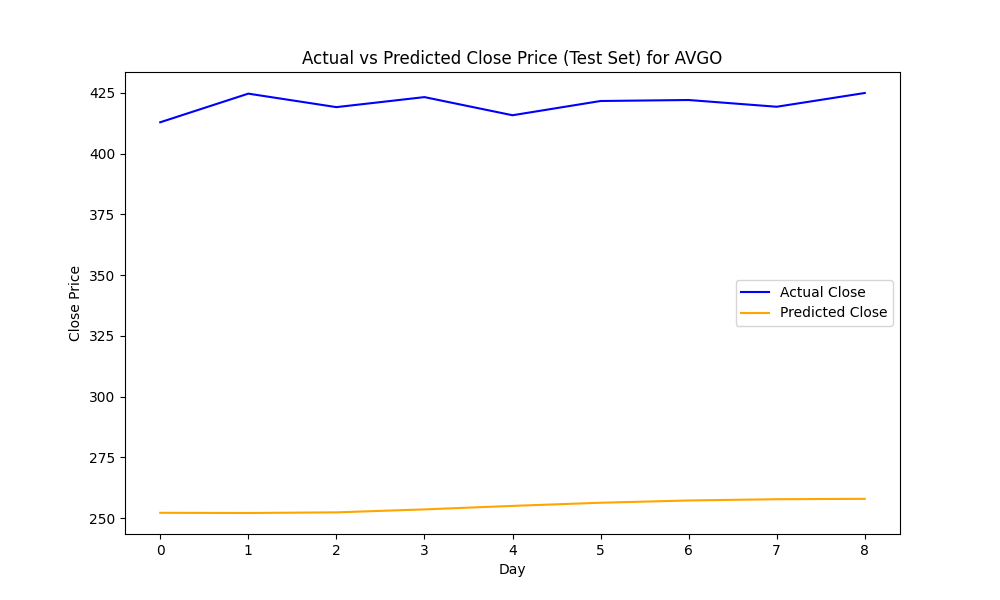 Actual vs Predicted Close Price (Test Set) for AVGO
425
400
375
350
325
300
275
250
Close Price
Actual Close
Predicted Close
0 1 2 3 4 5 6 7 8
Day